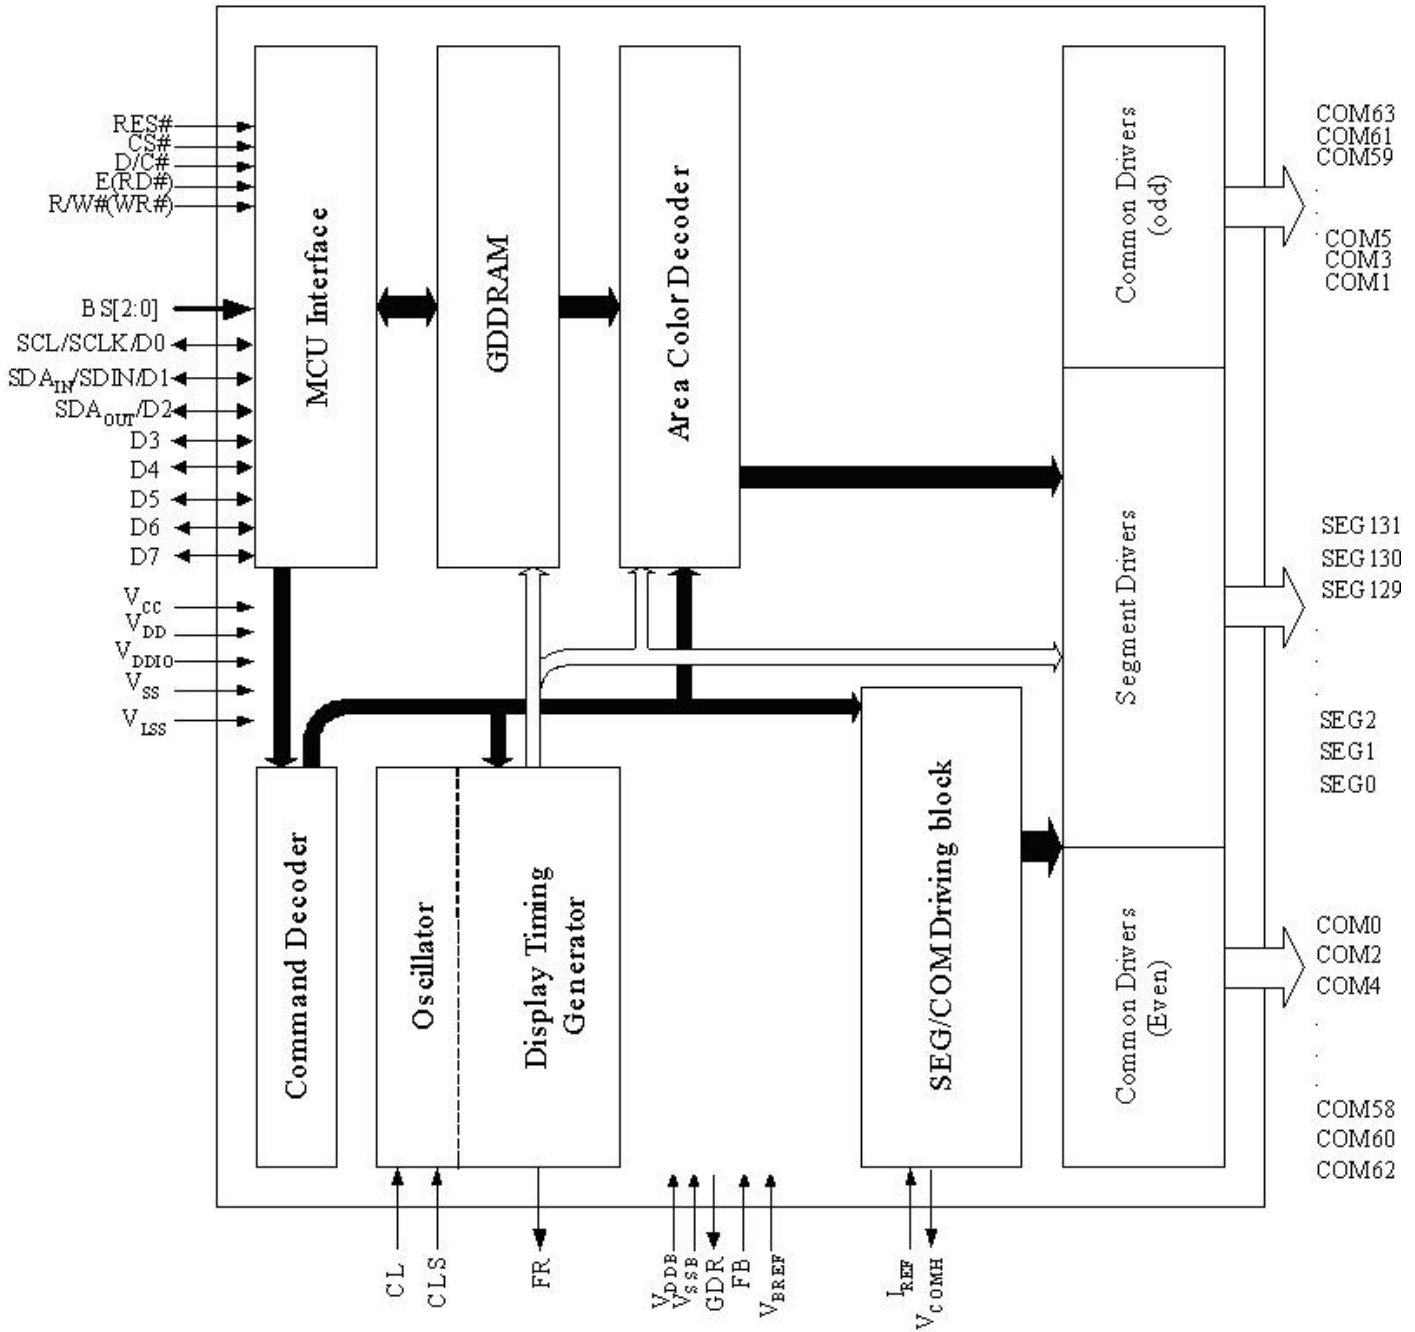 RES#
CS#
D/C#
E(RD#)
R/W#(WR#)
BS[2:0]
SCL/SCLK/D0
SDAIN/SDIN/D1
SDAOUT/D2
D3
D4
D5
D6
D7
VCC
VDD
VDDIO
VSS
VLSS
MCU Interface
GDDRAM
Area Color Decoder
Common Drivers
(odd)
Segment Drivers
Common Drivers
(Even)
Command Decoder
Oscillator
Display Timing
Generator
SEG/COM Driving block
COM63
COM61
COM59
.
.
COM5
COM3
COM1
SEG131
SEG130
SEG129
.
.
.
SEG2
SEG1
SEG0
COM0
COM2
COM4
.
.
.
COM58
COM60
COM62
CL
CLS
FR
VDDB
VSSB
GDR
FB
VBREF
IREF
VCOMH